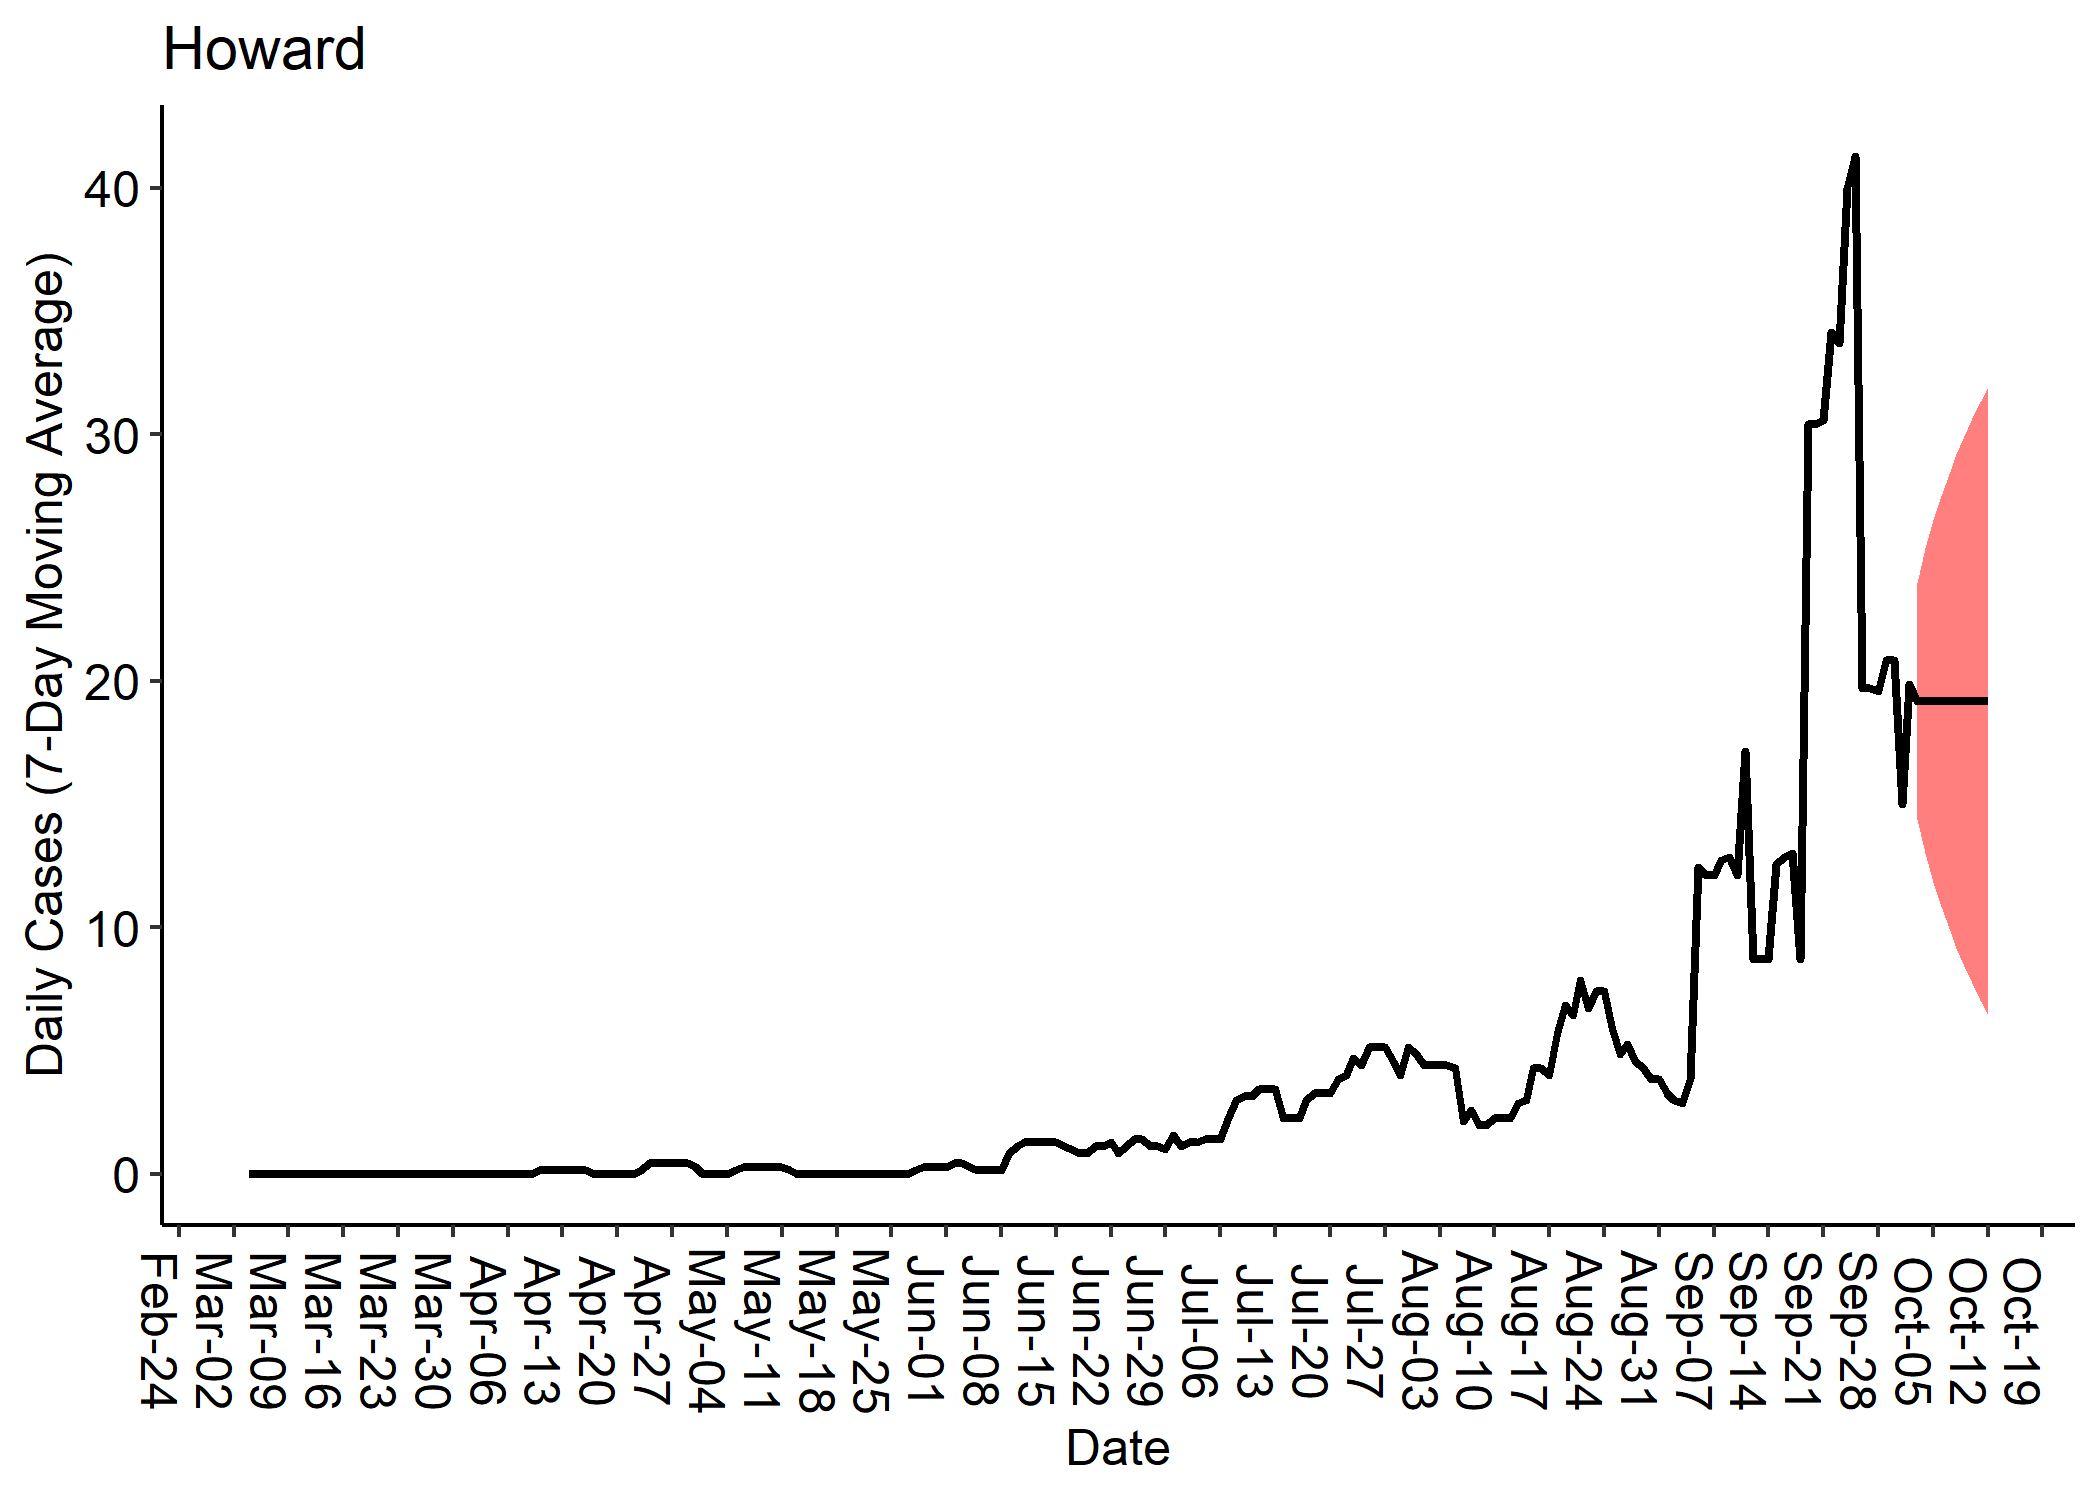 Howard
Daily Cases (7-Day Moving Average)
40
30
20
10
0
Feb-24
Mar-02
Mar-09
Mar-16
Mar-23
Mar-30
Apr-06
Apr-13
Apr-20
Apr-27
May-04
May-11
May-18
May-25
Jun-01
Jun-08
Jun-15
Jun-22
Jun-29
Jul-06
Jul-13
Jul-20
Jul-27
Aug-03
Aug-10
Aug-17
Aug-24
Aug-31
Sep-07
Sep-14
Sep-21
Sep-28
Oct-05
Oct-12
Oct-19
Date